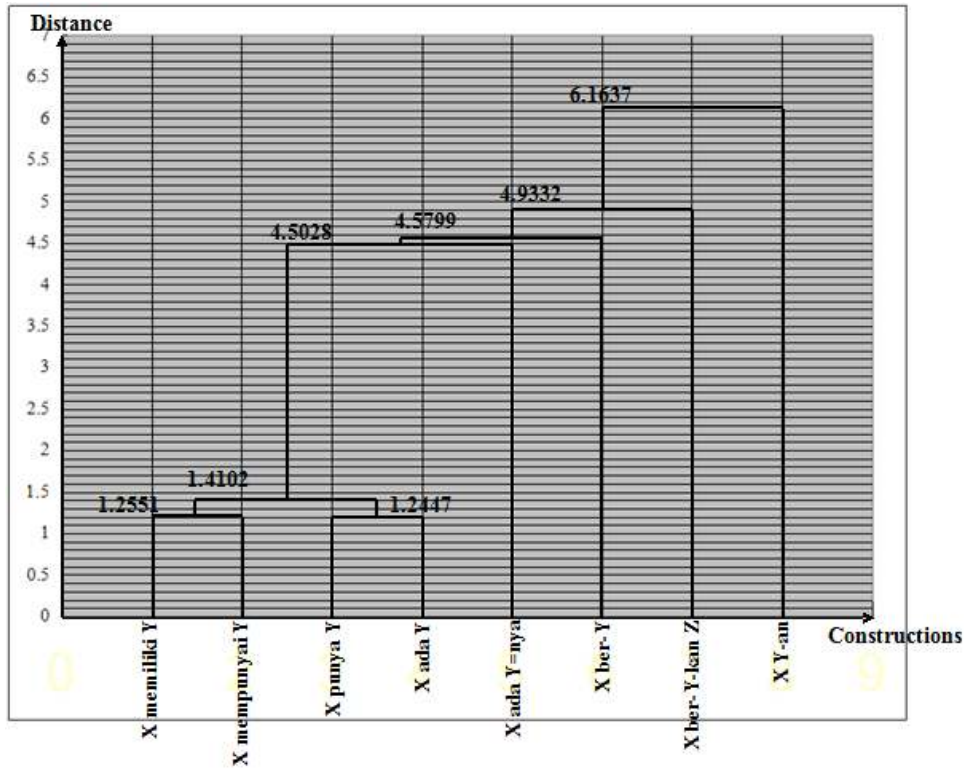 Distance
7
6.5
6
5.5
5
4.5
4
3.5
3
2.5
2
1.5
1
0.5
0
6.1637
4.9332
4.5799
4.5028
1.4102
1.2551
1.2447
Constructions
X memiliki Y
X mempunyai Y
X punya Y
X ada Y
X ada Y=nya
X ber-Y
X ber-Y-kan Z
X Y-an
0
9